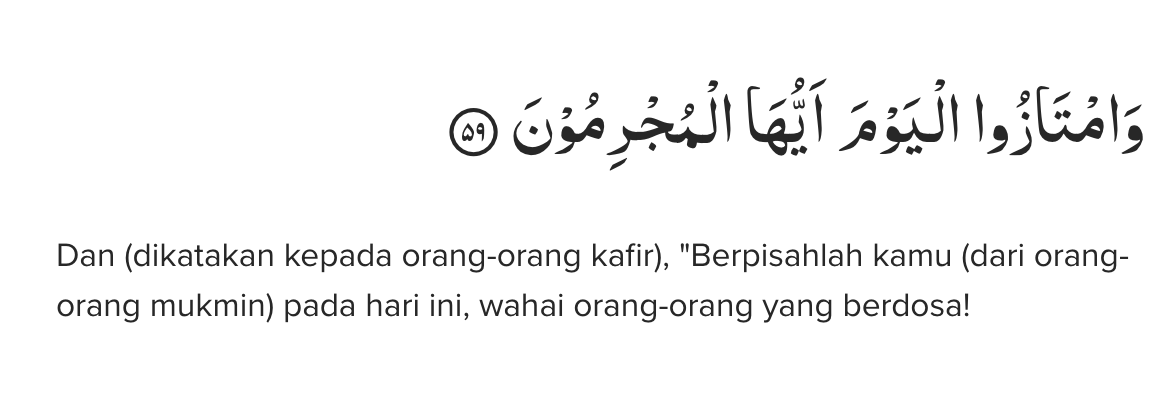 وَامْتَازُوا الْيَوْمَ اَيُّهَا الْمُجْرِمُوْنَ ۵۹
Dan (dikatakan kepada orang-orang kafir), "Berpisahlah kamu (dari orang-
orang mukmin) pada hari ini, wahai orang-orang yang berdosa!